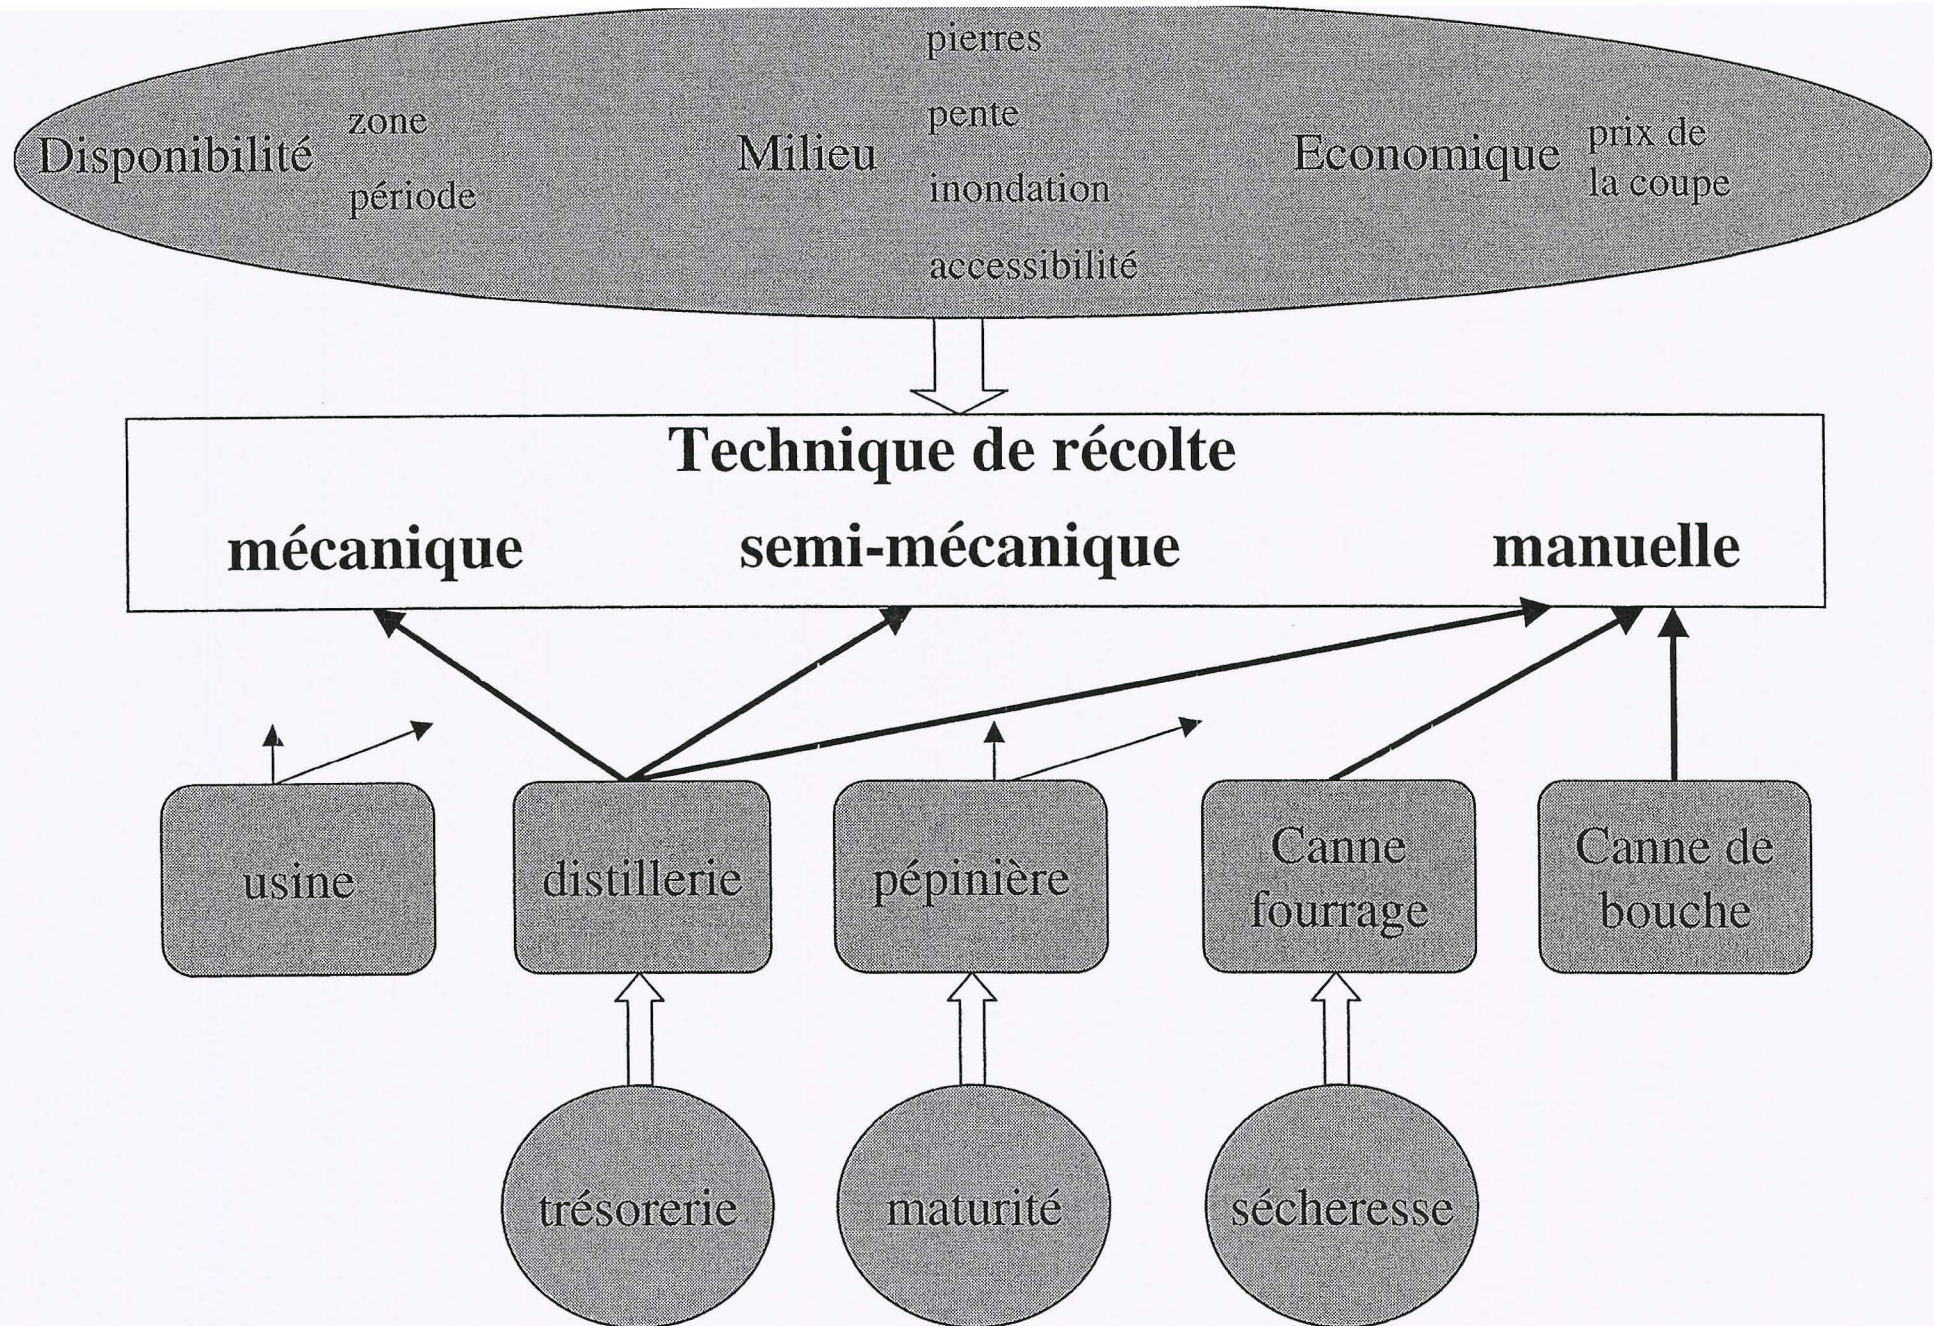 pierres
pente
inondation
accessibilité
Disponibilité
zone
période
Milieu
Economique
prix de
la coupe
Technique de récolte
mécanique semi-mécanique manuelle
usine
distillerie
pépinière
Canne
fourrage
Canne de
bouche
trésorerie
maturité
sécheresse